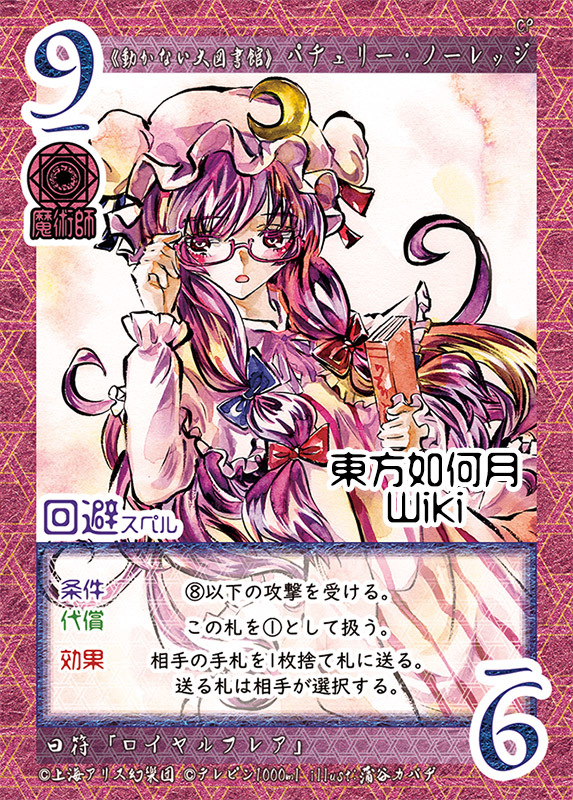 CP
9
《動かない大図書館》 パチュリー・ノーレッジ
魔術師
東方如何月
Wiki
回避スペル
条件 ⑧以下の攻撃を受ける。
代償 この札を①として扱う。
効果 相手の手札を1枚捨て札に送る。
送る札は相手が選択する。
6
日符「ロイヤルフレア」
©上海アリス幻樂団 ©テレビン1000ml illust:蒲谷カバヂ